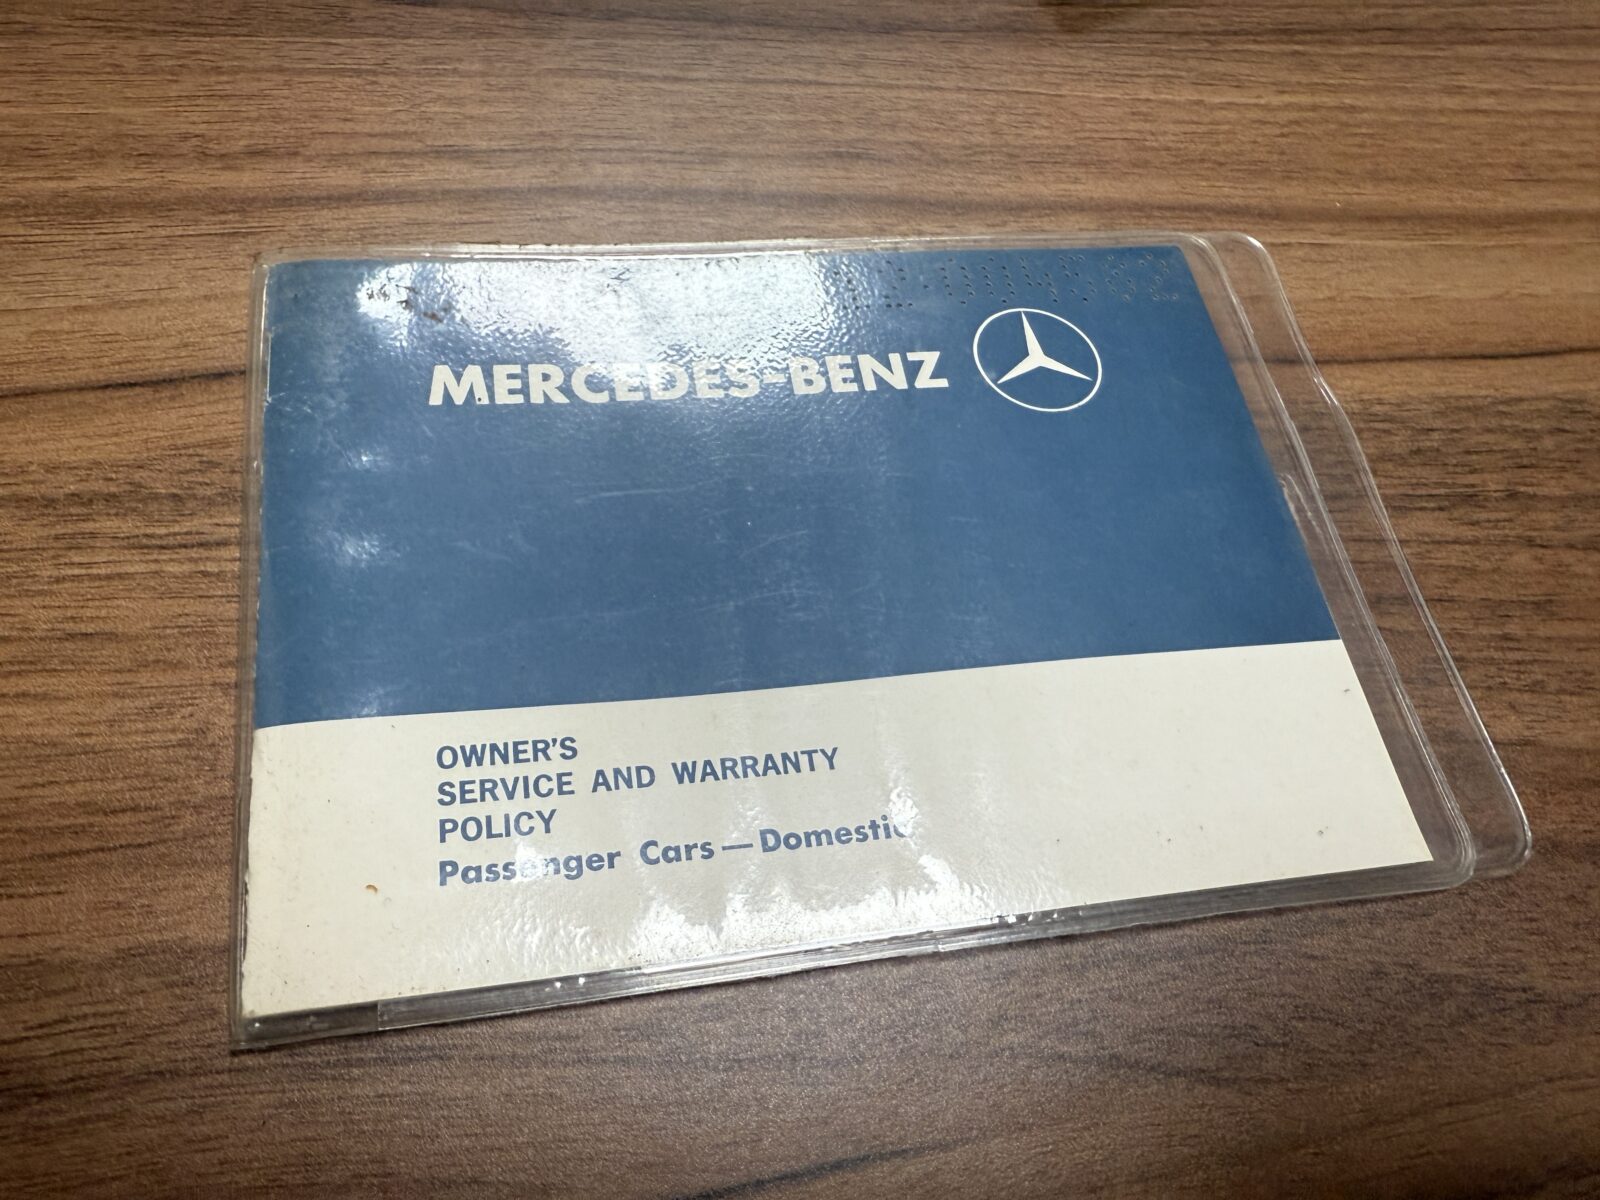 MERCEDES-BENZ
OWNER'S
SERVICE AND WARRANTY
POLICY
Passenger Cars—Domestic